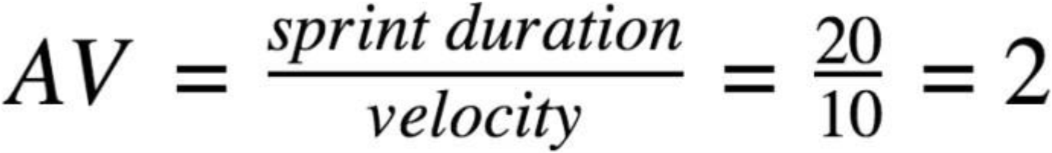 AV = sprint duration / velocity = 20/10 = 2